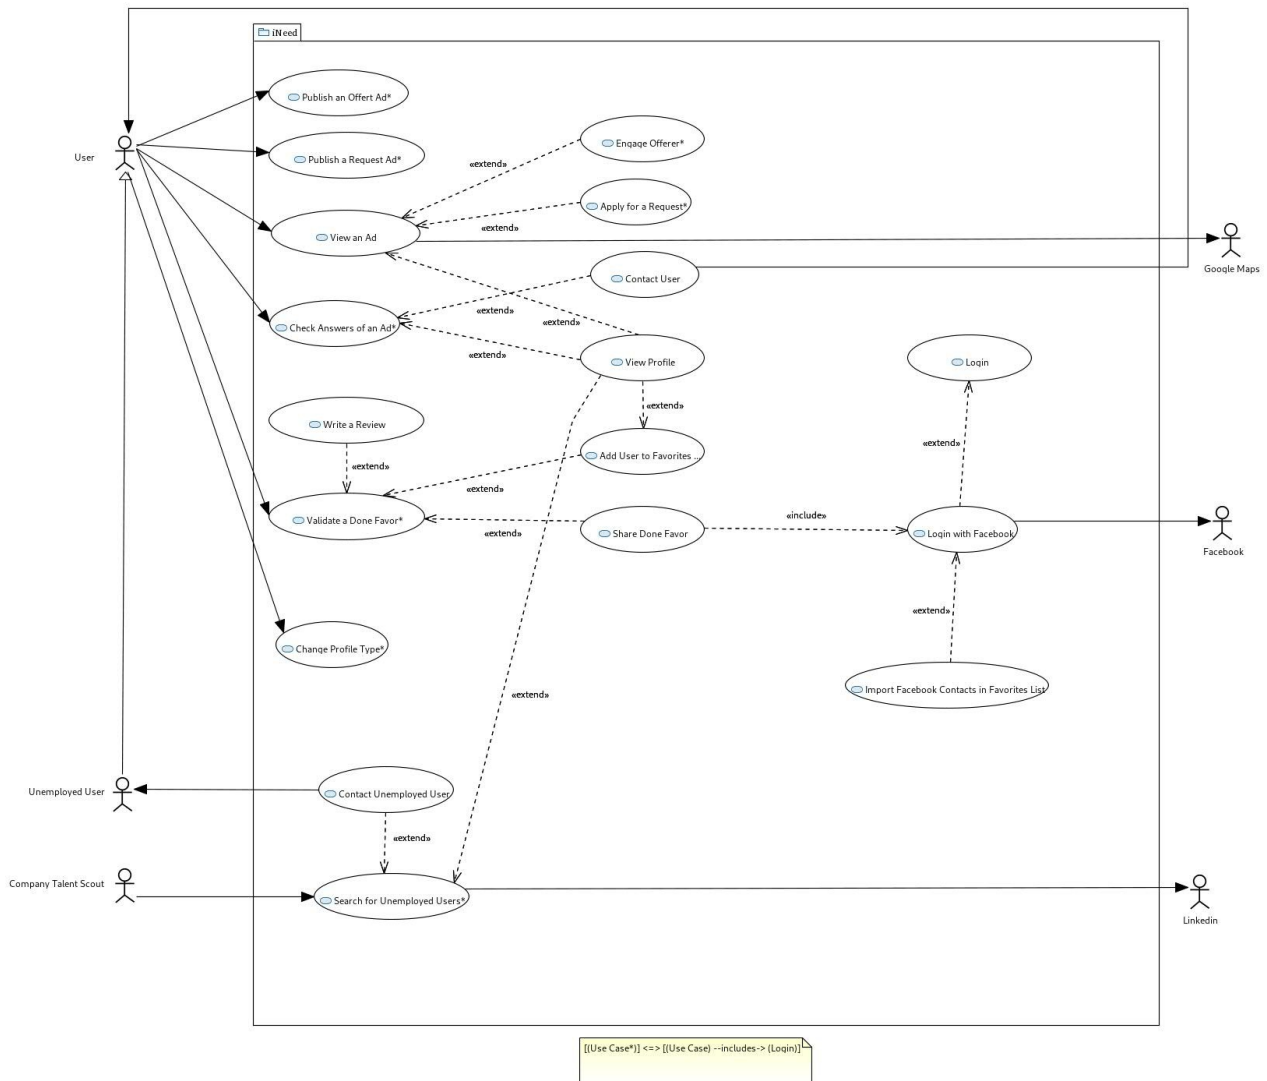 iNeed
Publish an Offert Ad*
User
Publish a Request Ad*
Engage Offerer*
«extend»
Apply for a Request*
«extend»
View an Ad
Google Maps
Contact User
«extend»
«extend»
Check Answers of an Ad*
«extend»
View Profile
Login
«extend»
Write a Review
«extend»
Add User to Favorites ...
«extend»
«extend»
«include»
Validate a Done Favor*
Share Done Favor
«extend»
Login with Facebook
Facebook
«extend»
Change Profile Type*
Import Facebook Contacts in Favorites List
«extend»
Unemployed User
Contact Unemployed User
«extend»
Company Talent Scout
Search for Unemployed Users*
Linkedin
[(Use Case*)] <=> [(Use Case) --includes-> (Login)]